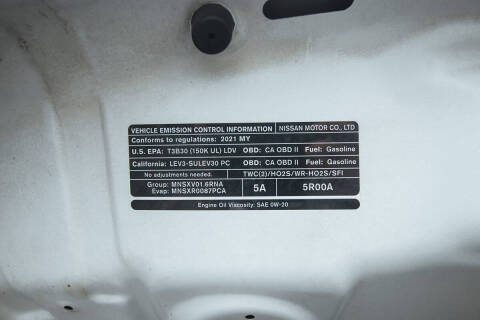 VEHICLE EMISSION CONTROL INFORMATION NISSAN MOTOR CO., LTD
Conforms to regulations: 2021 MY
U.S. EPA: T3B30 (150K UL) LDV OBD: CA OBD II Fuel: Gasoline
California: LEV3-SULEV30 PC OBD: CA OBD II Fuel: Gasoline
No adjustments needed. TWC(2)/HO2S/WR-HO2S/SFI
Group: MNSXV01.6RNA
Evap: MNSXR0087PCA
5A 5R00A
Engine Oil Viscosity: SAE 0W-20